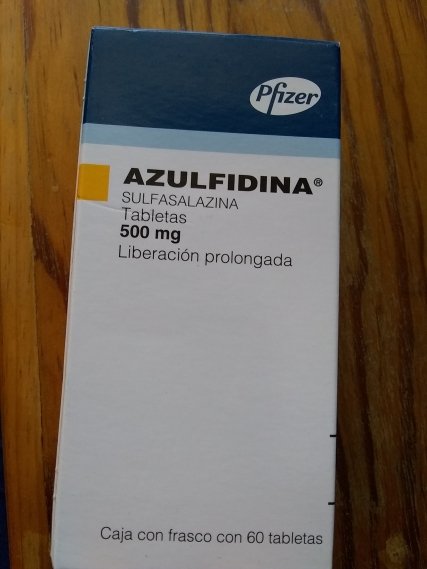 Pfizer
AZULFIDINA®
SULFASALAZINA
Tabletas
500 mg
Liberación prolongada
Caja con frasco con 60 tabletas